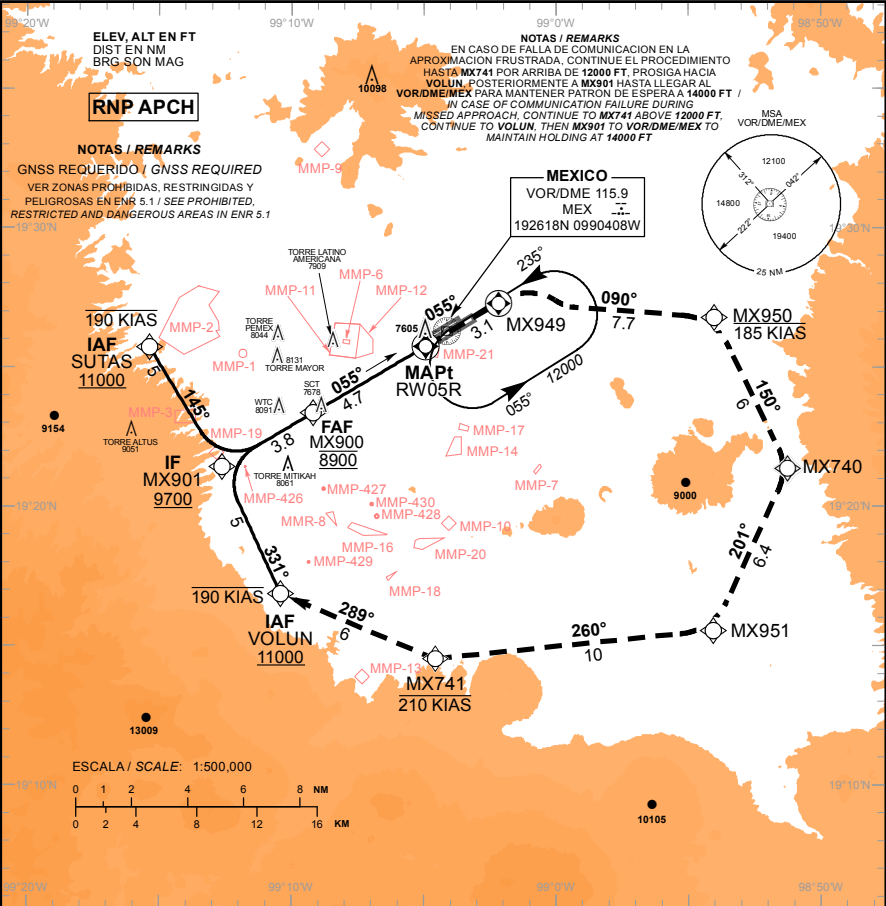 99°20'W
99°10'W
99°0'W
98°50'W
ELEV, ALT EN FT
DIST EN NM
BRG SON MAG
RNP APCH
NOTAS / REMARKS
GNSS REQUERIDO / GNSS REQUIRED
VER ZONAS PROHIBIDAS, RESTRINGIDAS Y
PELIGROSAS EN ENR 5.1 / SEE PROHIBITED,
RESTRICTED AND DANGEROUS AREAS IN ENR 5.1
10098
NOTAS / REMARKS
EN CASO DE FALLA DE COMUNICACION EN LA
APROXIMACION FRUSTRADA, CONTINUE EL PROCEDIMIENTO
HASTA MX741 POR ARRIBA DE 12000 FT, PROSIGA HACIA
VOLUN, POSTERIORMENTE A MX901 HASTA LLEGAR AL
VOR/DME/MEX PARA MANTENER PATRON DE ESPERA A 14000 FT /
IN CASE OF COMMUNICATION FAILURE DURING
MISSED APPROACH, CONTINUE TO MX741 ABOVE 12000 FT,
CONTINUE TO VOLUN, THEN MX901 TO VOR/DME/MEX TO
MAINTAIN HOLDING AT 14000 FT
MSA
VOR/DME/MEX
12100
312°
042°
14800
222°
19400
25 NM
MMP-9
MEXICO
VOR/DME 115.9
MEX
192618N 0990408W
19°30'N
19°30'N
TORRE LATINO
AMERICANA
7909
MMP-6
MMP-11
MMP-12
235°
055°
090°
7.7
190 KIAS
IAF
SUTAS
11000
MMP-2
TORRE
PEMEX
8044
8131
TORRE MAYOR
MMP-1
7605
3.1
MX949
MX950
185 KIAS
MMP-21
MAPt
RW05R
055°
4.7
055°
12000
5
145°
MMP-3
9154
TORRE ALTUS
9051
SCT
7678
WTC
8091
FAF
MX900
8900
3.8
MMP-19
150°
6
MMP-17
MMP-14
MMP-7
IF
MX901
9700
TORRE MITIKAH
8061
MMP-426
MMP-427
MMP-430
MMP-428
MMR-8
MMP-10
MMP-16
MMP-20
MMP-429
MMP-18
MX740
9000
19°20'N
19°20'N
5
331°
201°
6.4
190 KIAS
IAF
VOLUN
11000
289°
6
260°
10
MX951
MMP-13
MX741
210 KIAS
13009
ESCALA / SCALE: 1:500,000
0 1 2 4 6 8 NM
0 2 4 8 12 16 KM
10105
19°10'N
19°10'N
99°20'W
99°10'W
99°0'W
98°50'W